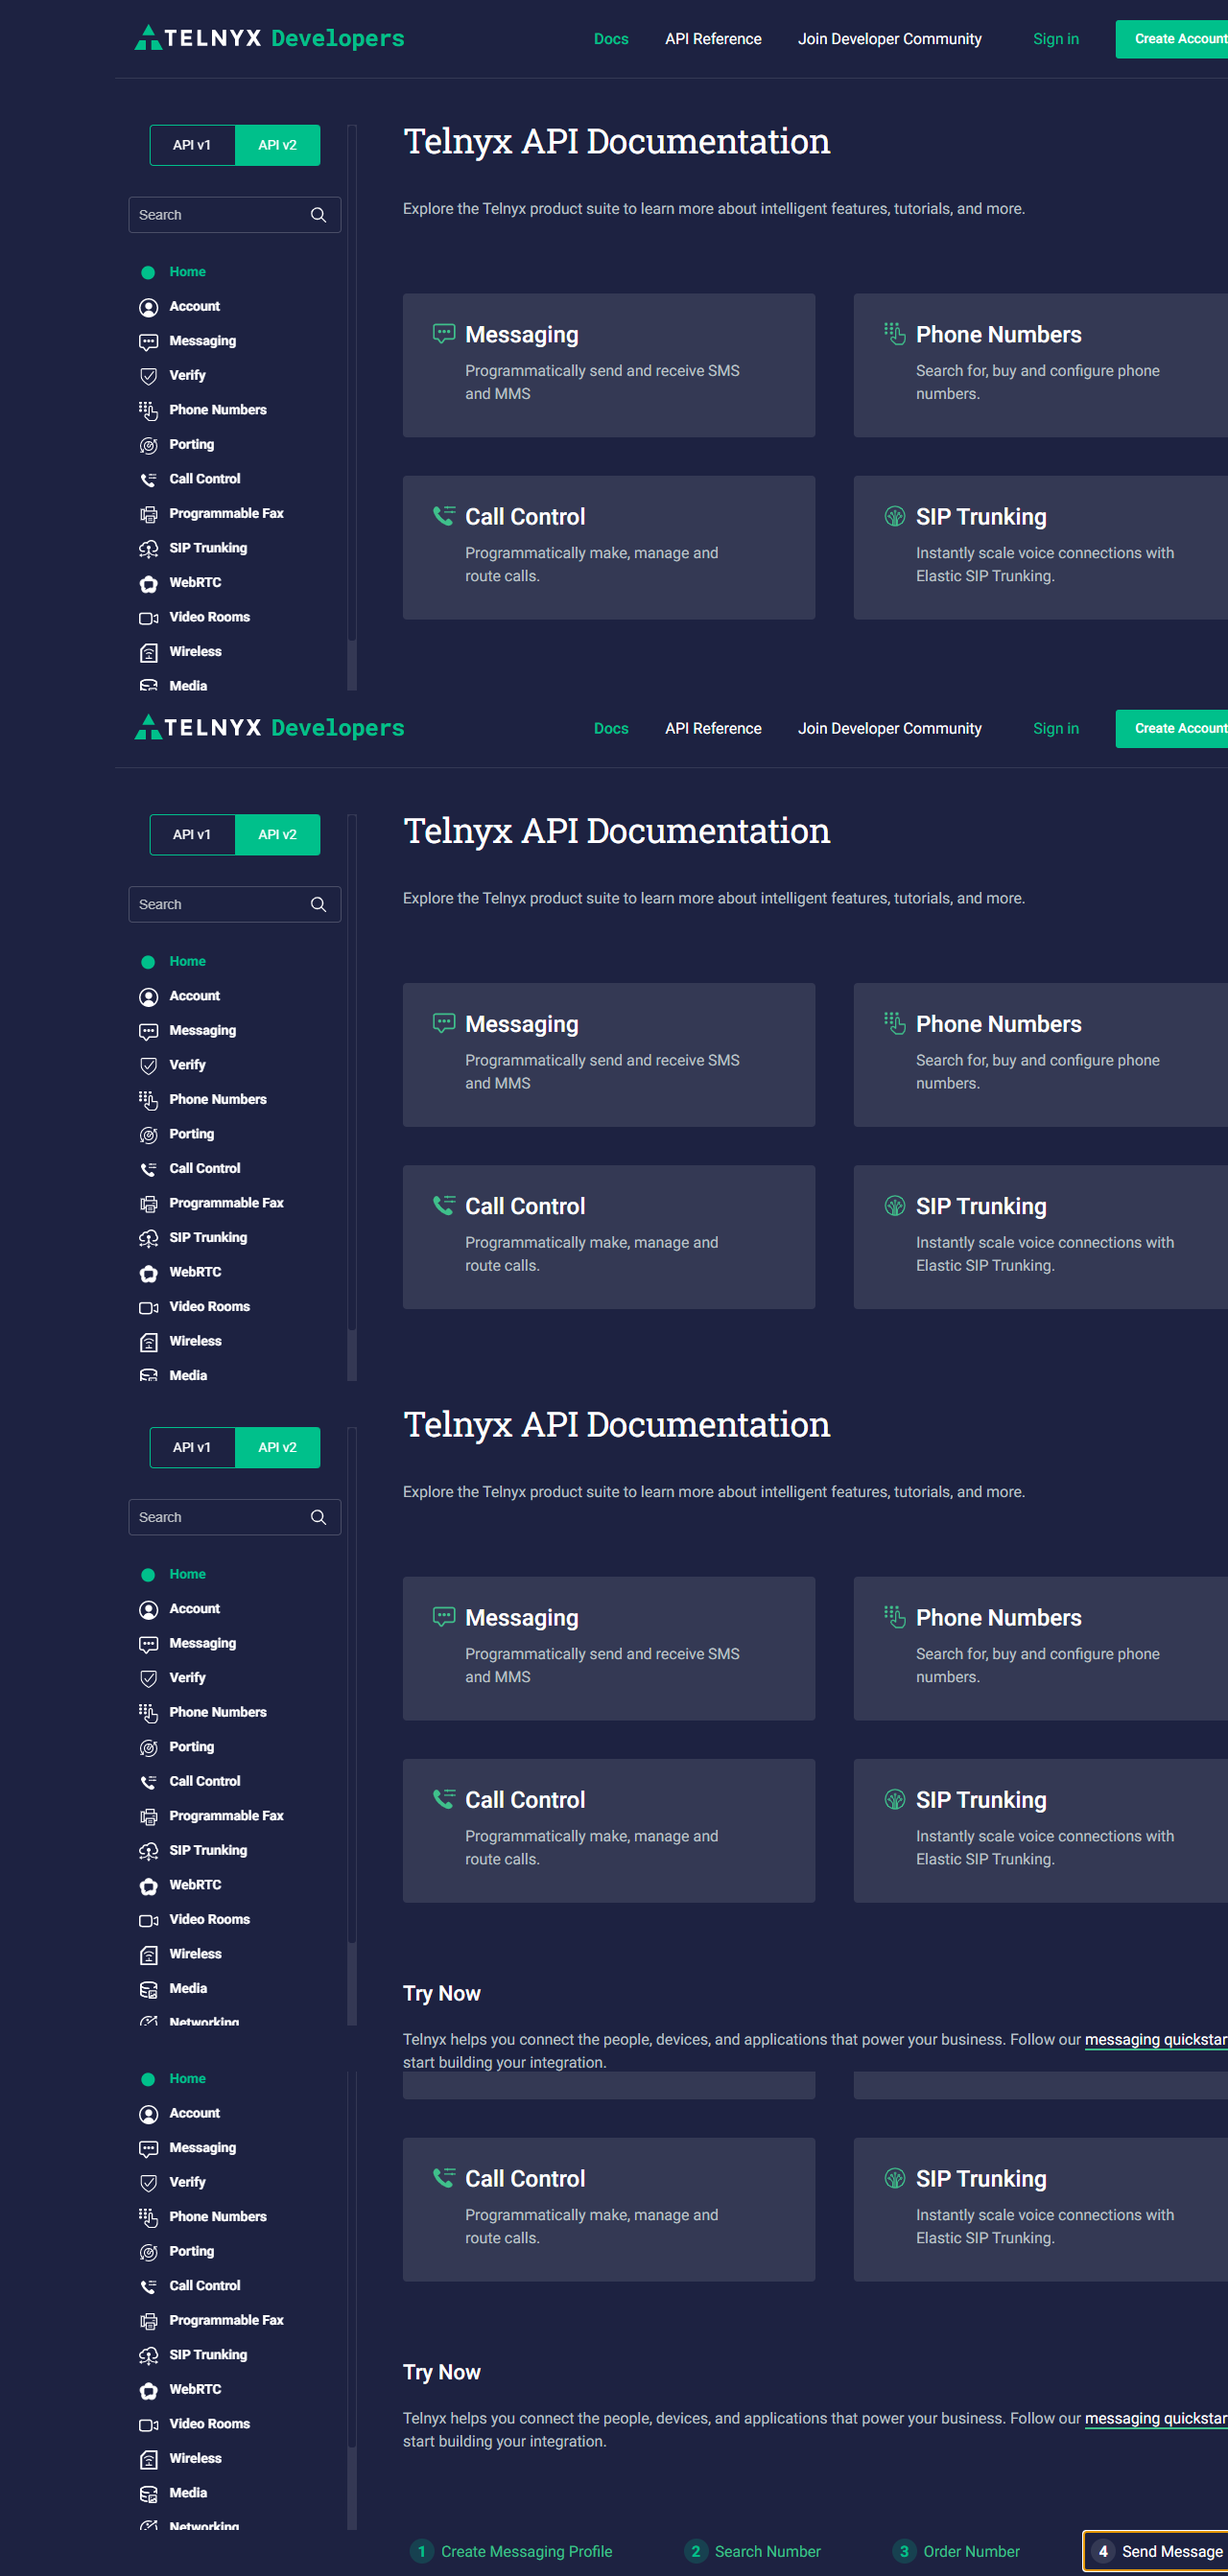 TELNYX Developers
Docs
API Reference
Join Developer Community
Sign in
Create Account
API v1
API v2
Search
Home
Account
Messaging
Verify
Phone Numbers
Porting
Call Control
Programmable Fax
SIP Trunking
WebRTC
Video Rooms
Wireless
Media
Telnyx API Documentation
Explore the Telnyx product suite to learn more about intelligent features, tutorials, and more.
Messaging
Programmatically send and receive SMS
and MMS
Phone Numbers
Search for, buy and configure phone
numbers.
Call Control
Programmatically make, manage and
route calls.
SIP Trunking
Instantly scale voice connections with
Elastic SIP Trunking.
TELNYX Developers
Docs
API Reference
Join Developer Community
Sign in
Create Account
API v1
API v2
Search
Home
Account
Messaging
Verify
Phone Numbers
Porting
Call Control
Programmable Fax
SIP Trunking
WebRTC
Video Rooms
Wireless
Media
Telnyx API Documentation
Explore the Telnyx product suite to learn more about intelligent features, tutorials, and more.
Messaging
Programmatically send and receive SMS
and MMS
Phone Numbers
Search for, buy and configure phone
numbers.
Call Control
Programmatically make, manage and
route calls.
SIP Trunking
Instantly scale voice connections with
Elastic SIP Trunking.
API v1
API v2
Search
Home
Account
Messaging
Verify
Phone Numbers
Porting
Call Control
Programmable Fax
SIP Trunking
WebRTC
Video Rooms
Wireless
Media
Networking
Telnyx API Documentation
Explore the Telnyx product suite to learn more about intelligent features, tutorials, and more.
Messaging
Programmatically send and receive SMS
and MMS
Phone Numbers
Search for, buy and configure phone
numbers.
Call Control
Programmatically make, manage and
route calls.
SIP Trunking
Instantly scale voice connections with
Elastic SIP Trunking.
Try Now
Telnyx helps you connect the people, devices, and applications that power your business. Follow our messaging quickstar
start building your integration.
Home
Account
Messaging
Verify
Phone Numbers
Porting
Call Control
Programmable Fax
SIP Trunking
WebRTC
Video Rooms
Wireless
Media
Networking
Call Control
Programmatically make, manage and
route calls.
SIP Trunking
Instantly scale voice connections with
Elastic SIP Trunking.
Try Now
Telnyx helps you connect the people, devices, and applications that power your business. Follow our messaging quickstar
start building your integration.
1 Create Messaging Profile
2 Search Number
3 Order Number
4 Send Message